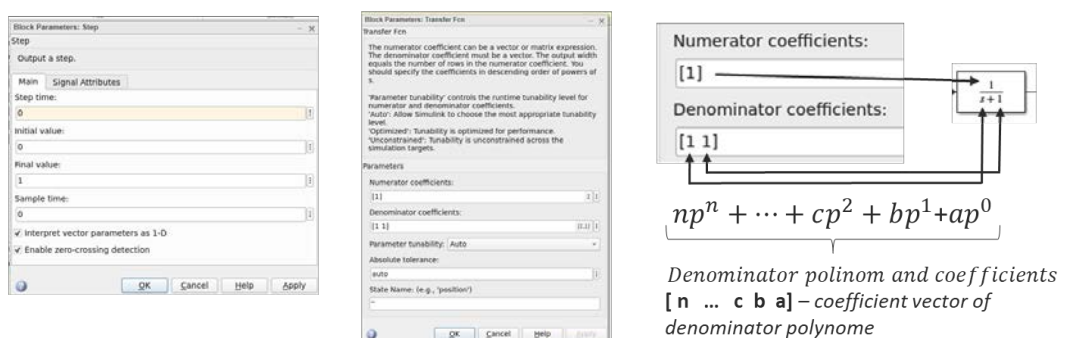 Block Parameters: Step
Step
Output a step.
Main Signal Attributes
Step time:
0
Initial value:
0
Final value:
1
Sample time:
0
Interpret vector parameters as 1-D
Enable zero-crossing detection
OK Cancel Help Apply
Block Parameters: Transfer Fcn
Transfer Fcn
The numerator coefficient can be a vector or matrix expression.
The denominator coefficient must be a vector. The output width
equals the number of rows in the numerator coefficient. You
should specify the coefficients in descending order of powers of
s.
'Parameter tunability' controls the runtime tunability level for
numerator and denominator coefficients.
'Auto': Allow Simulink to choose the most appropriate tunability
level.
'Optimized': Tunability is optimized for performance.
'Unconstrained': Tunability is unconstrained across the
simulation targets.
Parameters
Numerator coefficients:
[1]
Denominator coefficients:
[1 1] [1,1]
Parameter tunability: Auto
Absolute tolerance:
auto
State Name: (e.g., 'position')
''
OK Cancel Help Apply
Numerator coefficients:
[1]
Denominator coefficients:
[1 1]
1
s+1
npⁿ + ⋯ + cp² + bp¹+ap⁰
Denominator polinom and coefficients
[ n ... c b a] – coefficient vector of
denominator polynome